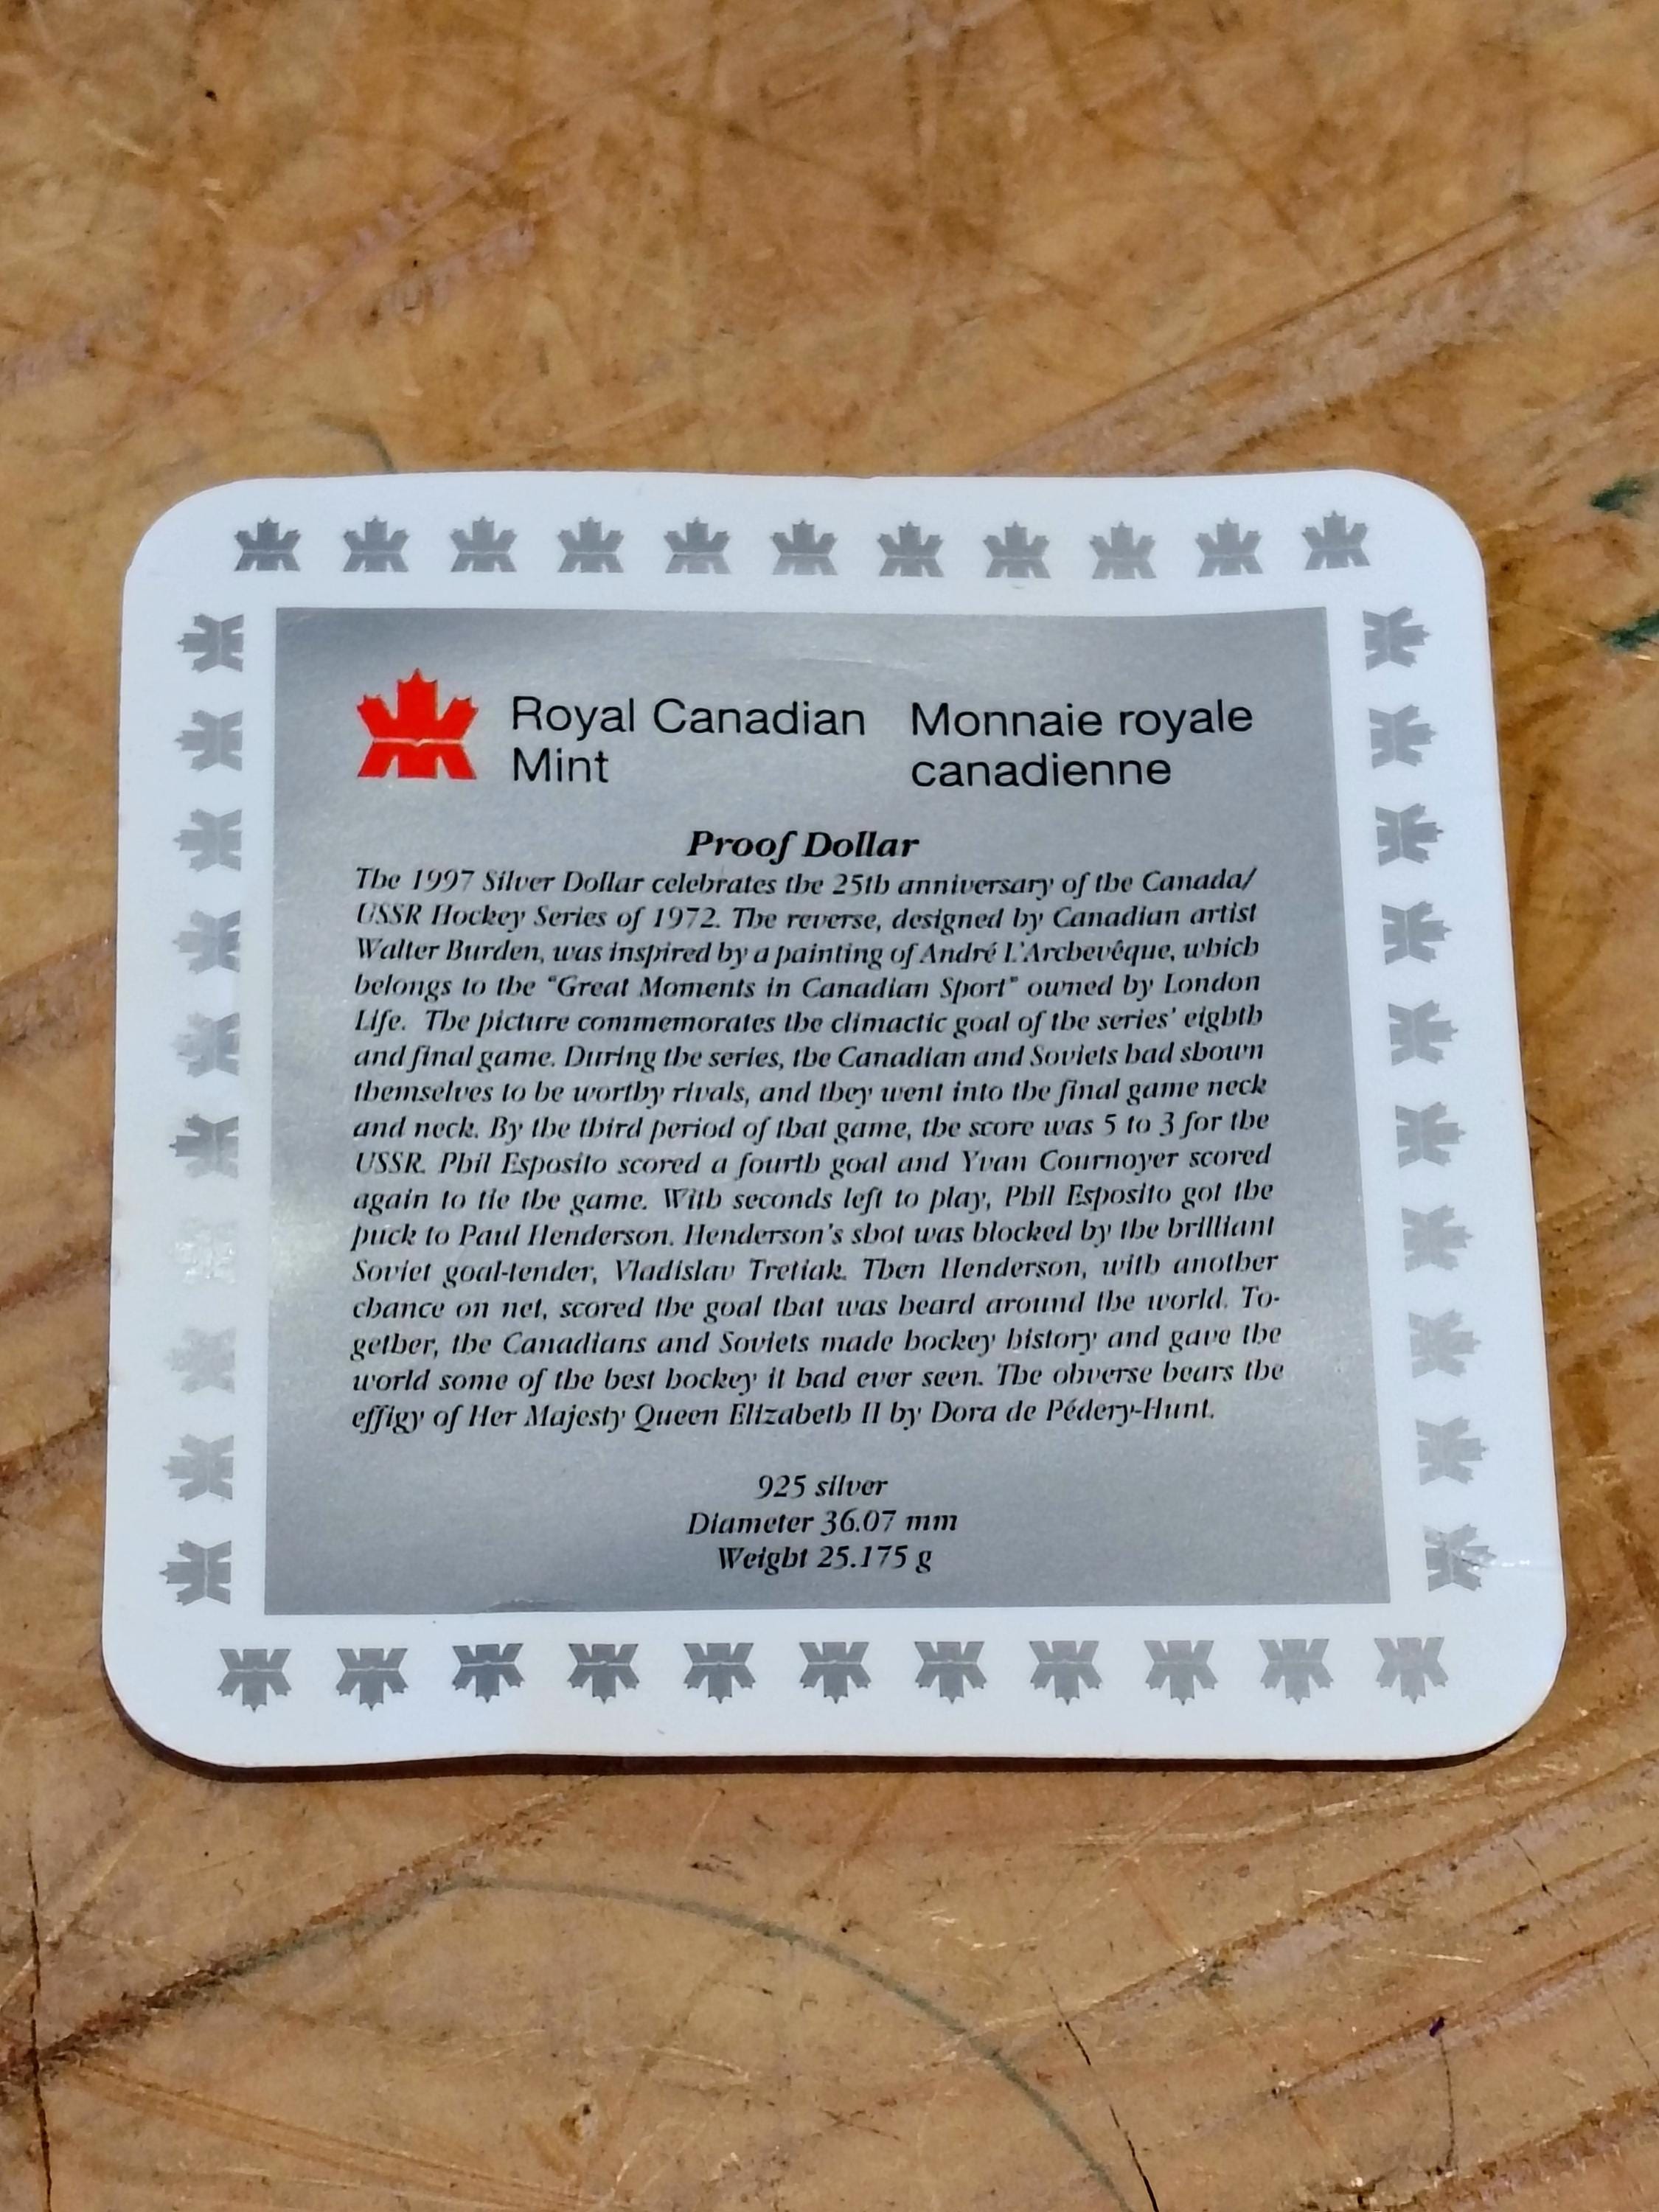 Royal Canadian Mint
Monnaie royale canadienne
Proof Dollar
The 1997 Silver Dollar celebrates the 25th anniversary of the Canada/
USSR Hockey Series of 1972. The reverse, designed by Canadian artist
Walter Burden, was inspired by a painting of André L'Archevêque, which
belongs to the "Great Moments in Canadian Sport" owned by London
Life. The picture commemorates the climactic goal of the series' eighth
and final game. During the series, the Canadian and Soviets had shown
themselves to be worthy rivals, and they went into the final game neck
and neck. By the third period of that game, the score was 5 to 3 for the
USSR. Phil Esposito scored a fourth goal and Yvan Cournoyer scored
again to tie the game. With seconds left to play, Phil Esposito got the
puck to Paul Henderson. Henderson's shot was blocked by the brilliant
Soviet goal-tender, Vladislav Tretiak. Then Henderson, with another
chance on net, scored the goal that was heard around the world. To-
gether, the Canadians and Soviets made hockey history and gave the
world some of the best hockey it had ever seen. The obverse bears the
effigy of Her Majesty Queen Elizabeth II by Dora de Pédery-Hunt.
925 silver
Diameter 36.07 mm
Weight 25.175 g